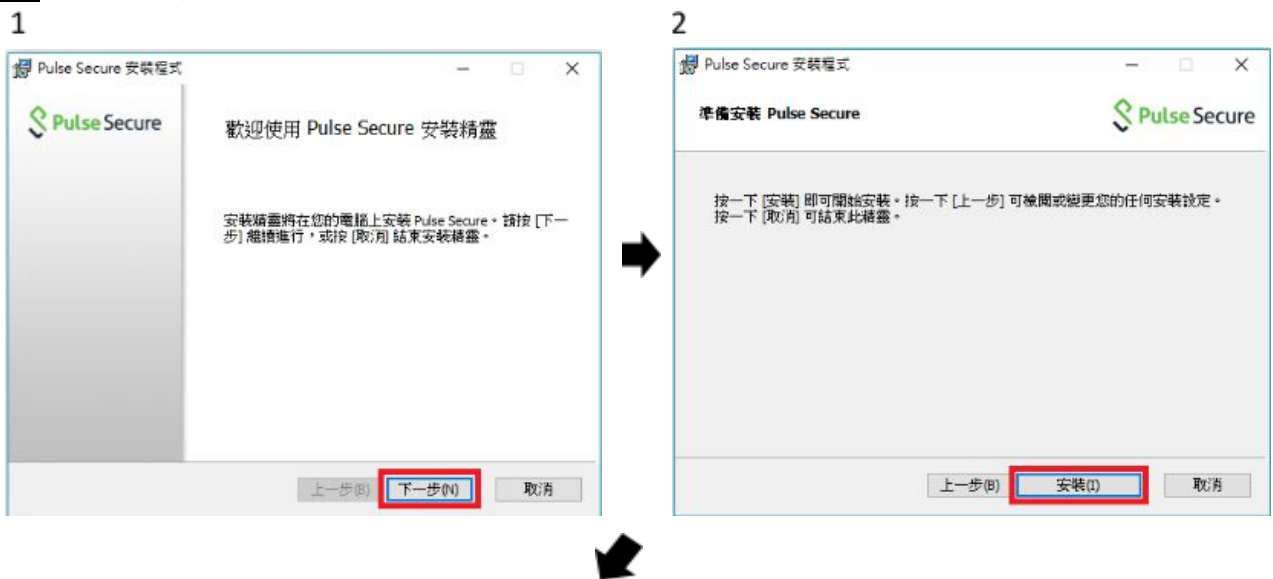 1
Pulse Secure 安裝程式
Pulse Secure
歡迎使用 Pulse Secure 安裝精靈
安裝精靈將在您的電腦上安裝 Pulse Secure。請按 [下一
步] 繼續進行，或按 [取消] 結束安裝精靈。
上一步(B)
下一步(N)
取消
2
Pulse Secure 安裝程式
準備安裝 Pulse Secure
Pulse Secure
按一下 [安裝] 即可開始安裝。按一下 [上一步] 可檢閱或變更您的任何安裝設定。
按一下 [取消] 可結束此精靈。
上一步(B)
安裝(I)
取消